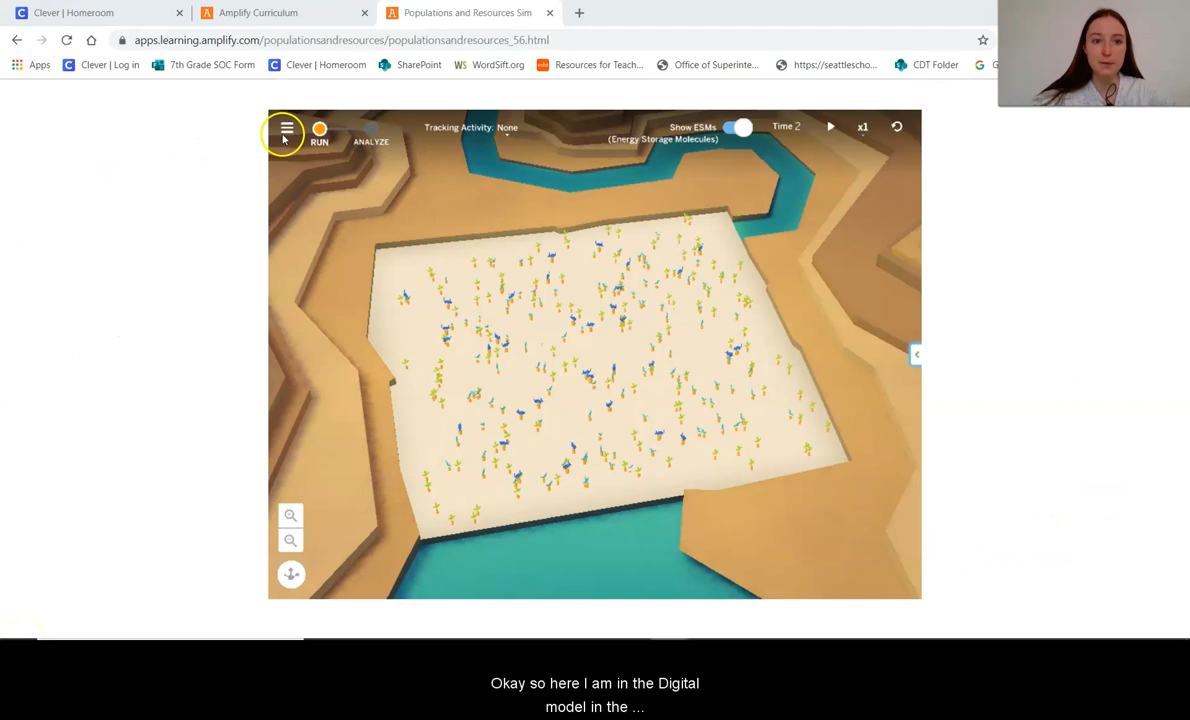 Clever | Homeroom
Amplify Curriculum
Populations and Resources Sim
apps.learning.amplify.com/populationsandresources/populationsandresources_56.html
Apps
Clever | Log in
7th Grade SOC Form
Clever | Homeroom
SharePoint
WS WordSift.org
Resources for Teach...
Office of Superinte...
https://seattlescho...
CDT Folder
RUN
ANALYZE
Tracking Activity: None
Show ESMs
(Energy Storage Molecules)
Time 2
x1
Okay so here I am in the Digital
model in the ...